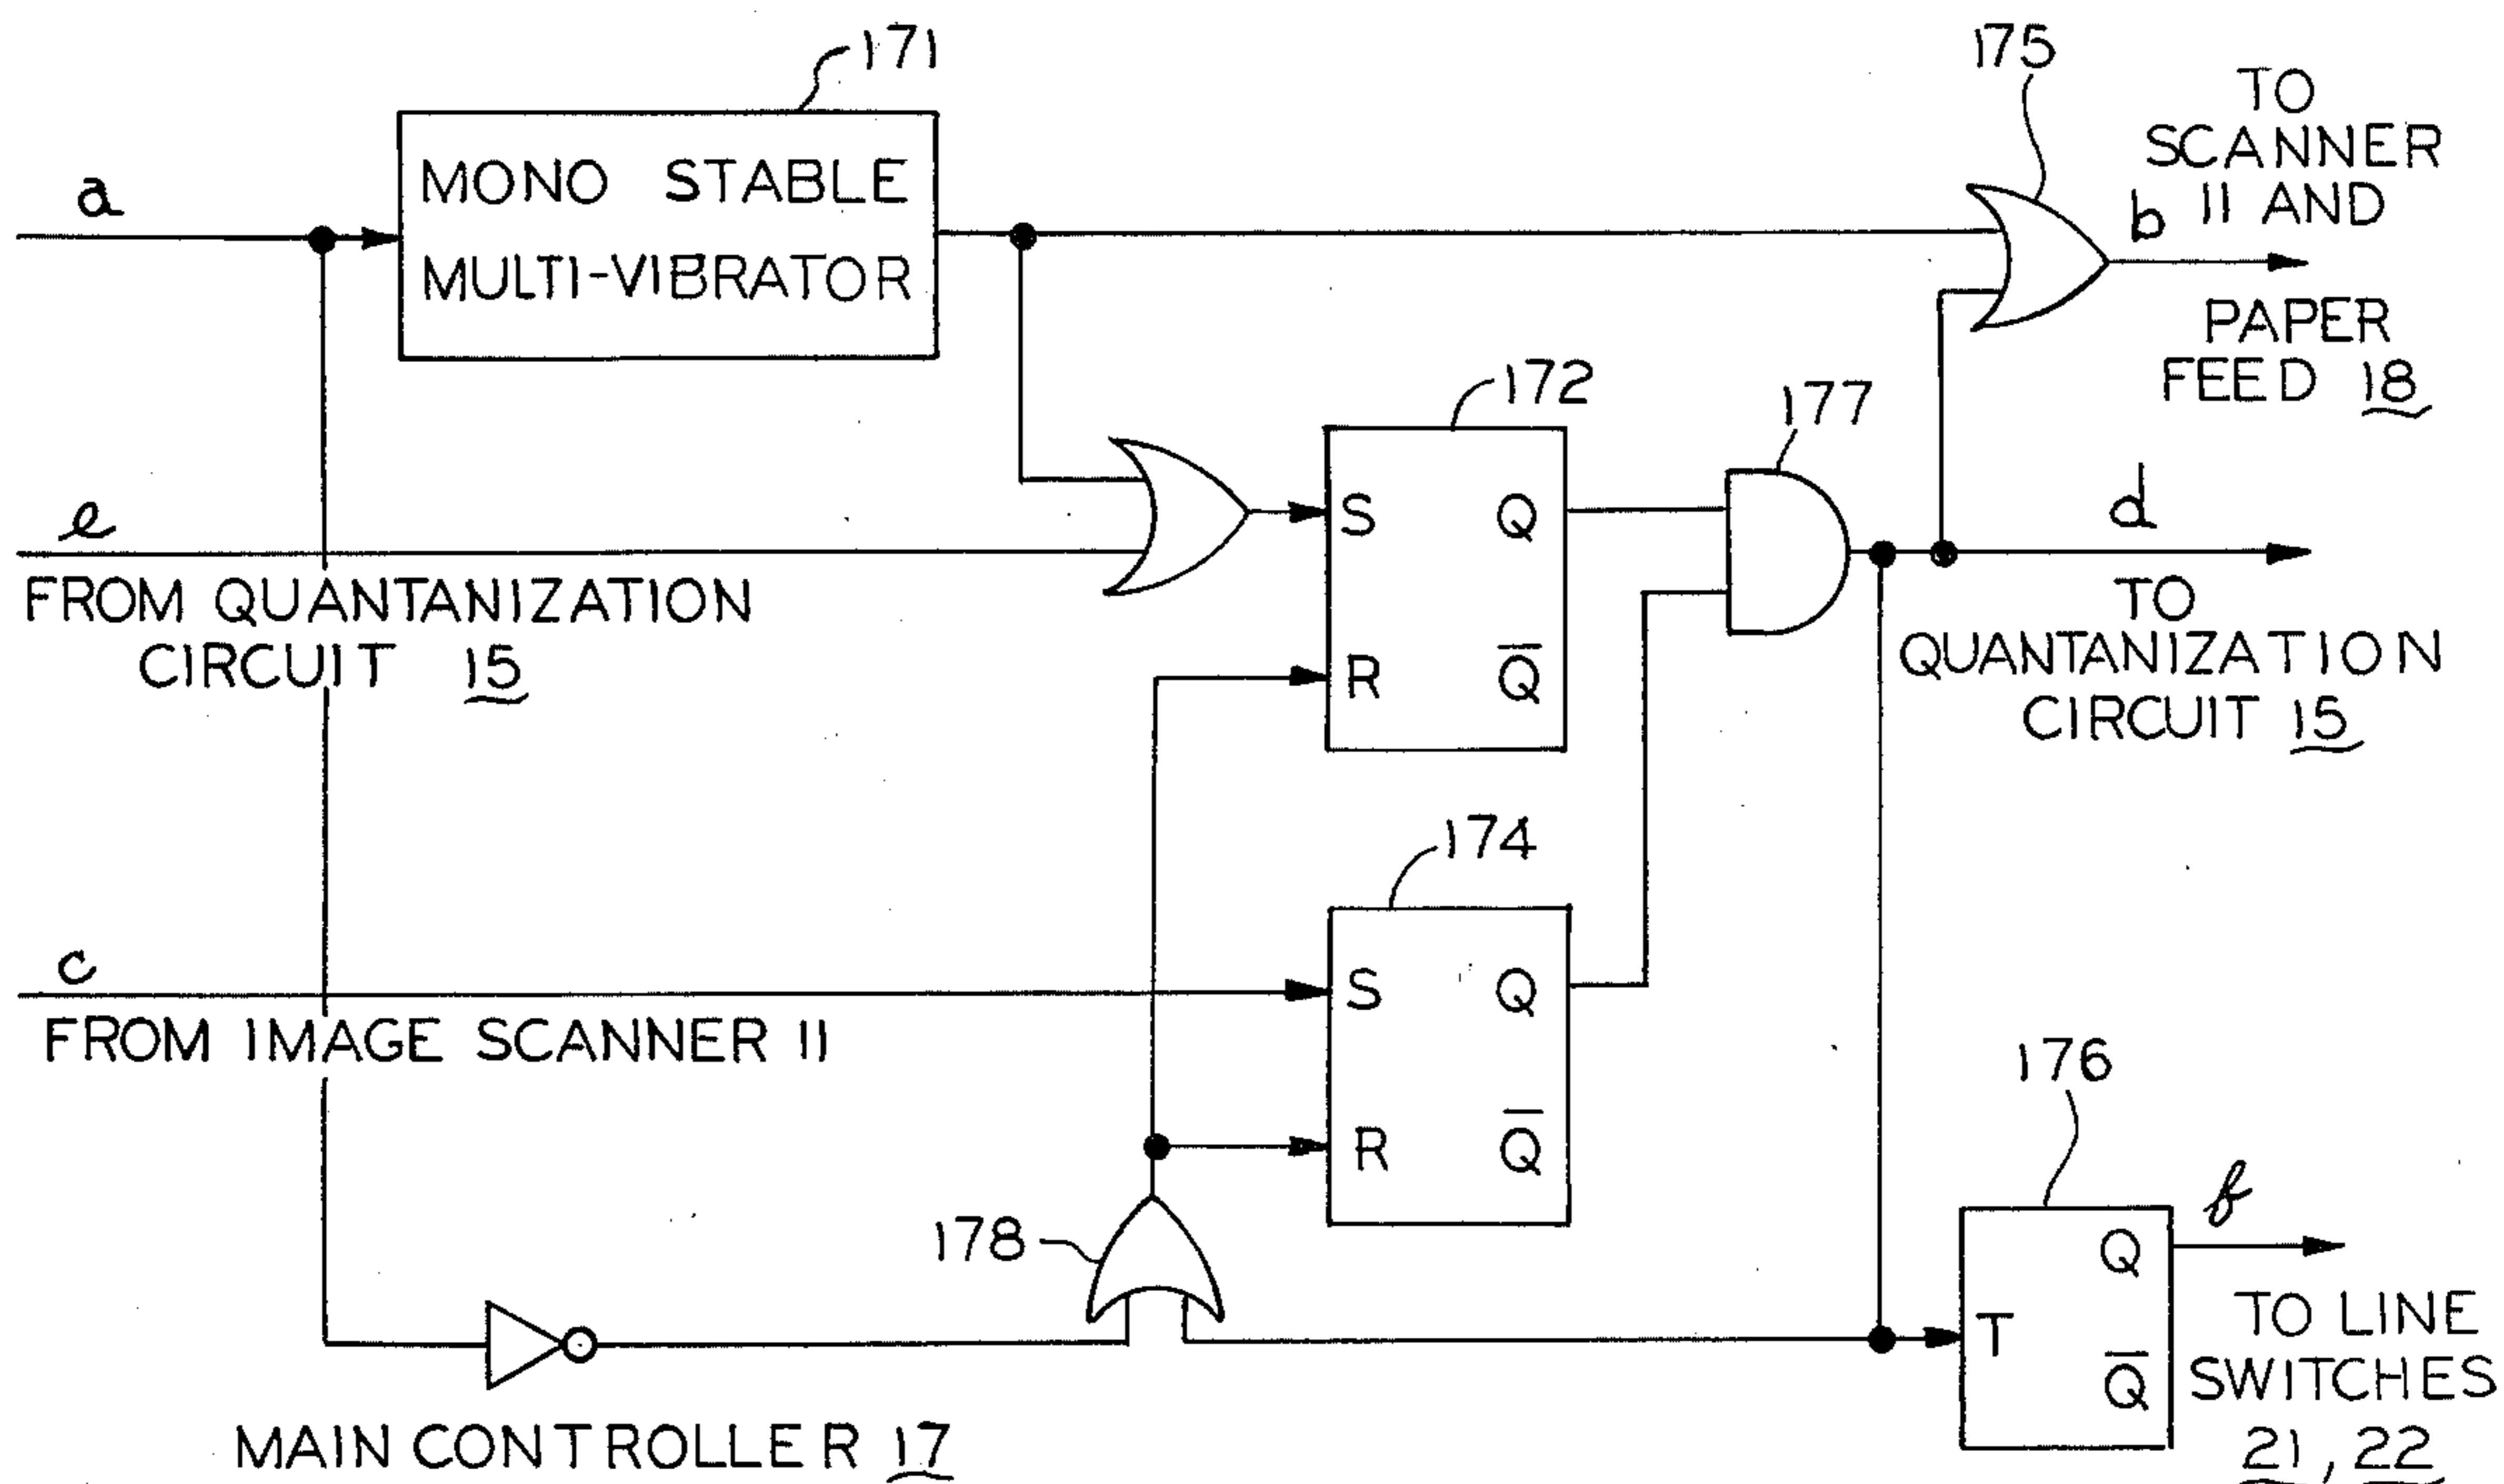 171
175
TO
SCANNER
11 AND
b
PAPER
FEED 18
a
MONO STABLE
MULTI-VIBRATOR
172
177
e
FROM QUANTANIZATION
CIRCUIT 15
S Q
R Q̅
d
TO
QUANTANIZATION
CIRCUIT 15
174
c
FROM IMAGE SCANNER 11
S Q
R Q̅
178
176
f
Q
T
Q̅
TO LINE
SWITCHES
21, 22
MAIN CONTROLLER 17